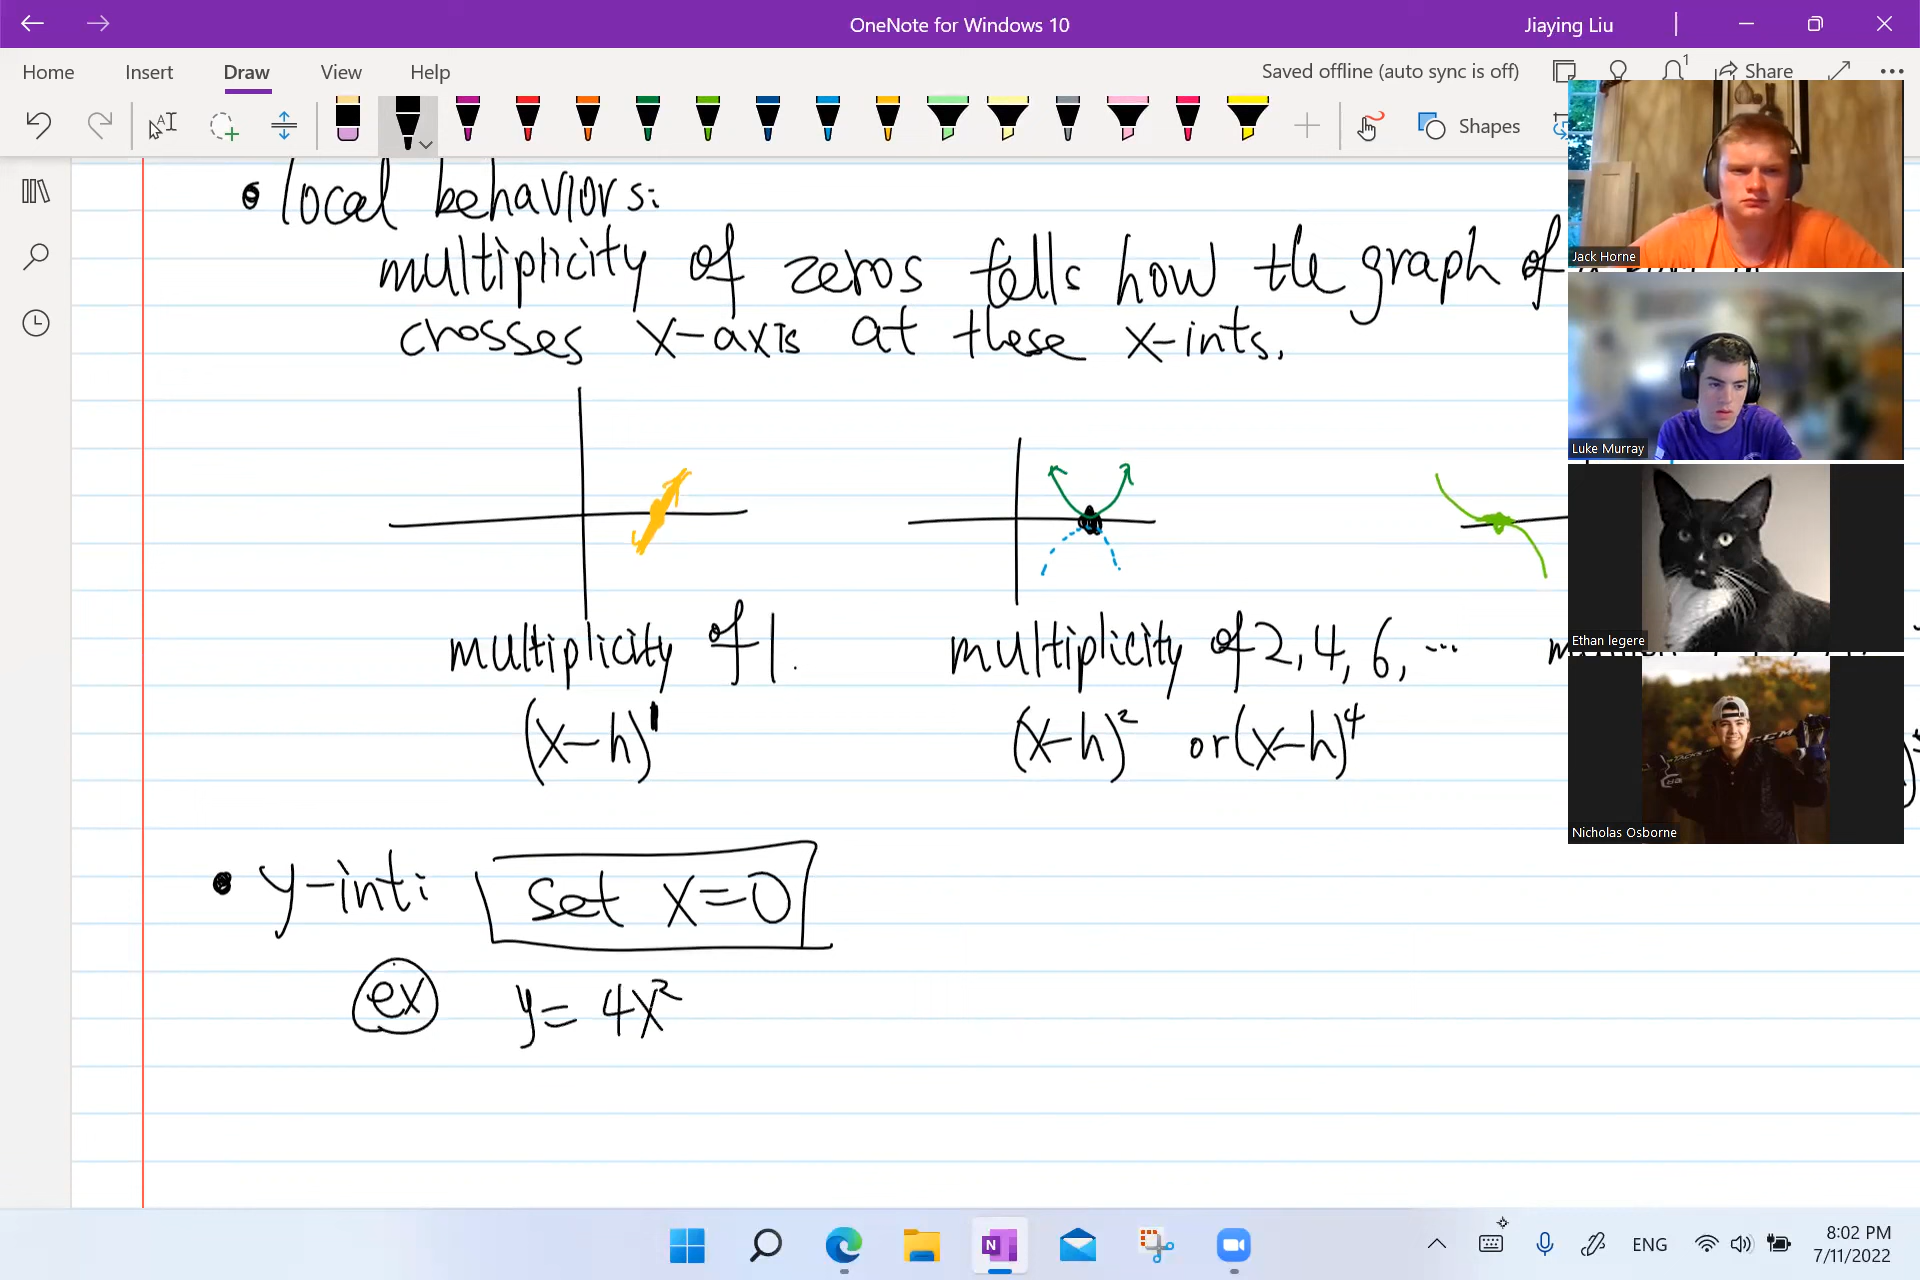 OneNote for Windows 10
Jiaying Liu
Home Insert Draw View Help
Saved offline (auto sync is off)
1
Share
Shapes
local behaviors:
multiplicity of zeros tells how the graph of
crosses x-axis at these x-ints.
multiplicity of 1.
multiplicity of 2, 4, 6, ...
(x-h)¹
(x-h)² or (x-h)⁴
y-int: set x=0
ex y= 4x²
Jack Horne
Luke Murray
Ethan legere
Nicholas Osborne
ENG
8:02 PM
7/11/2022